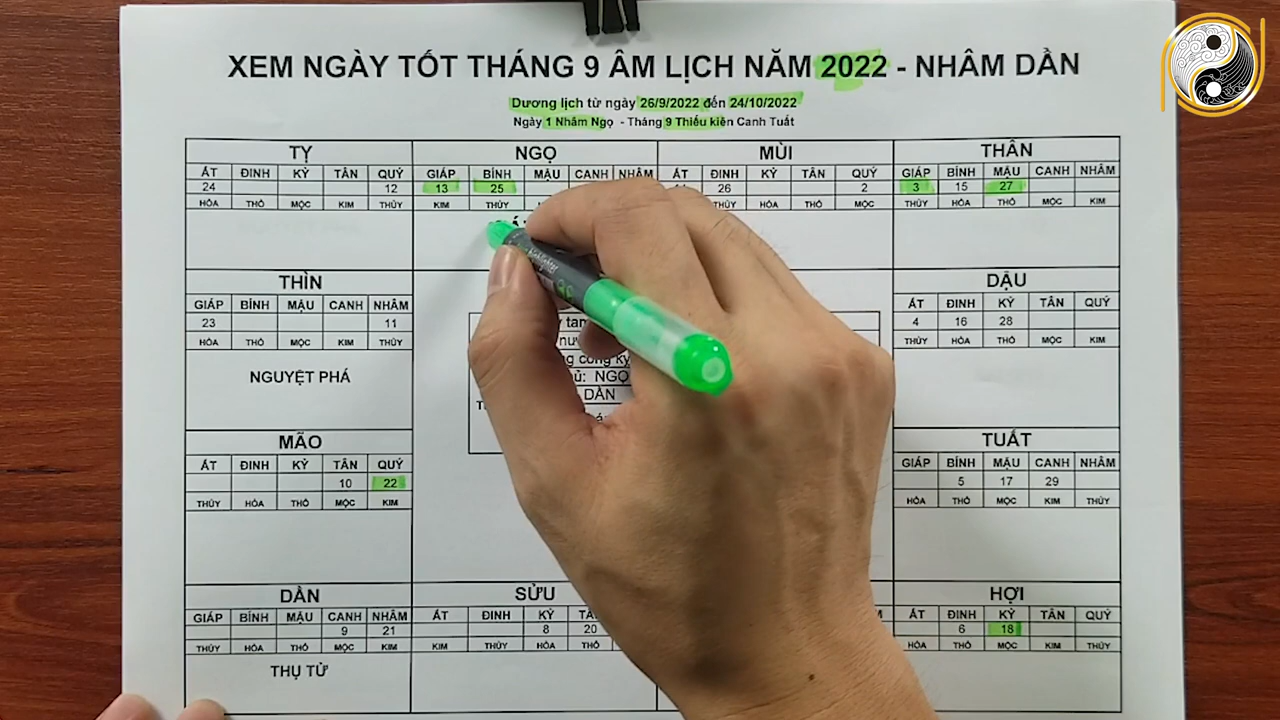 XEM NGÀY TỐT THÁNG 9 ÂM LỊCH NĂM 2022 - NHÂM DẦN
Dương lịch từ ngày 26/9/2022 đến 24/10/2022
Ngày 1 Nhâm Ngọ - Tháng 9 Thiếu kiến Canh Tuất
TỴ NGỌ MÙI THÂN
ẤT ĐINH KỶ TÂN QUÝ GIÁP BÍNH MẬU CANH NHÂM ẤT ĐINH KỶ TÂN QUÝ GIÁP BÍNH MẬU CANH NHÂM
24 12 13 25 26 2 3 15 27
HỎA THỔ MỘC KIM THỦY KIM THỦY THỦY HỎA THỔ KIM MỘC THỦY HỎA THỔ MỘC KIM
THÌN DẬU
GIÁP BÍNH MẬU CANH NHÂM ẤT ĐINH KỶ TÂN QUÝ
23 11 4 16 28
HỎA THỔ MỘC KIM THỦY THỦY HỎA THỔ MỘC KIM
NGUYỆT PHÁ
NGỌ
DẦN
MÃO TUẤT
ẤT ĐINH KỶ TÂN QUÝ GIÁP BÍNH MẬU CANH NHÂM
10 22 5 17 29
THỦY HỎA THỔ MỘC KIM HỎA THỔ MỘC KIM THỦY
DẦN SỬU HỢI
GIÁP BÍNH MẬU CANH NHÂM ẤT ĐINH KỶ ẤT ĐINH KỶ TÂN QUÝ
9 21 8 20 6 18
THỦY HỎA THỔ MỘC KIM KIM THỦY HỎA THỔ HỎA THỔ MỘC KIM THỦY
THỤ TỬ